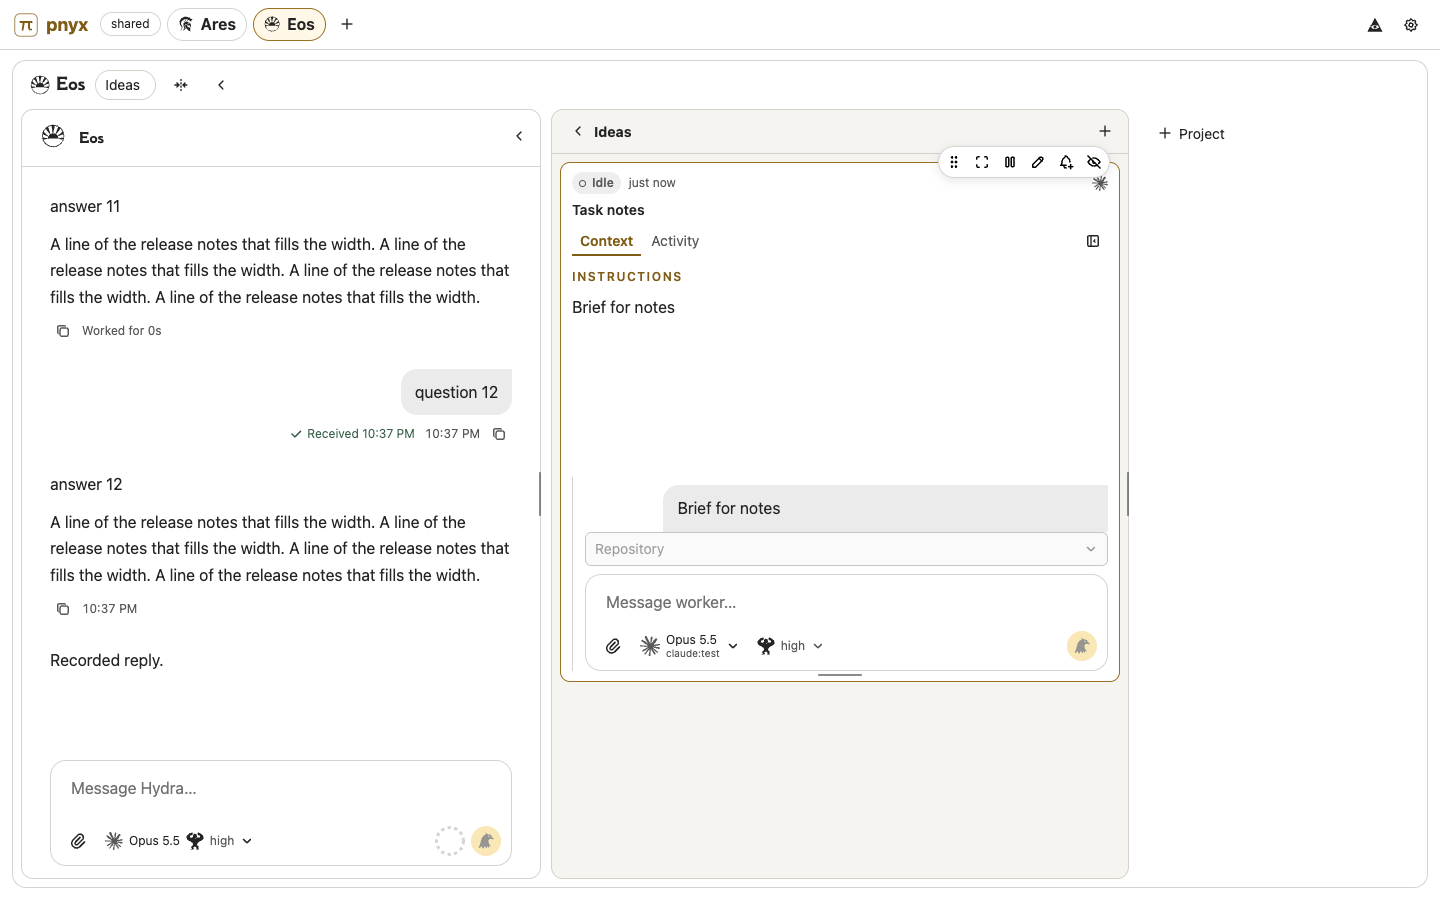 π pnyx shared Ares Eos
Eos Ideas
Eos
answer 11
A line of the release notes that fills the width. A line of the
release notes that fills the width. A line of the release notes that
fills the width. A line of the release notes that fills the width.
Worked for 0s
question 12
Received 10:37 PM 10:37 PM
answer 12
A line of the release notes that fills the width. A line of the
release notes that fills the width. A line of the release notes that
fills the width. A line of the release notes that fills the width.
10:37 PM
Recorded reply.
Message Hydra...
Opus 5.5 high
Ideas
Idle just now
Task notes
Context Activity
INSTRUCTIONS
Brief for notes
Brief for notes
Repository
Message worker...
Opus 5.5
claude:test
high
Project